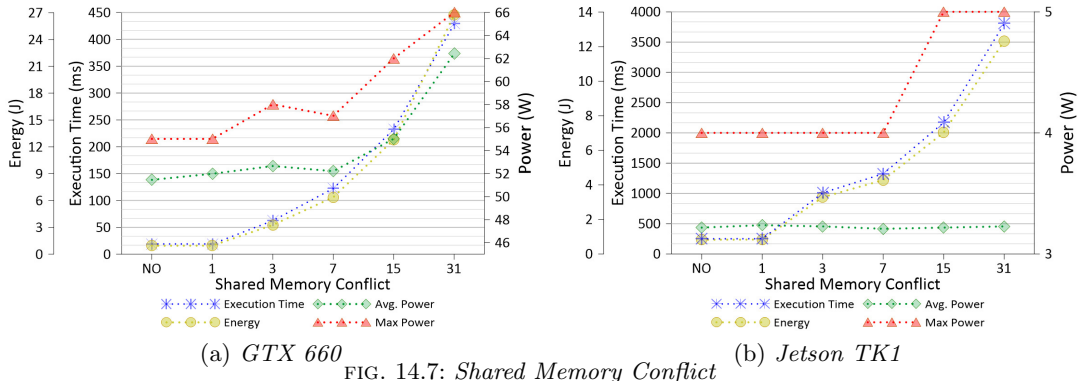 27 450 66
24 400 64
21 350 62
18 300 60
15 250 58
12 200 56
9 150 54
6 100 52
3 50 50
0 0 48
46
Energy (J)
Execution Time (ms)
Power (W)
NO 1 3 7 15 31
Shared Memory Conflict
Execution Time Avg. Power
Energy Max Power
(a) GTX 660
14 4000 5
12 3500
10 3000
8 2500
6 2000 4
4 1500
2 1000
0 500
0 3
Energy (J)
Execution Time (ms)
Power (W)
NO 1 3 7 15 31
Shared Memory Conflict
Execution Time Avg. Power
Energy Max Power
(b) Jetson TK1
FIG. 14.7: Shared Memory Conflict